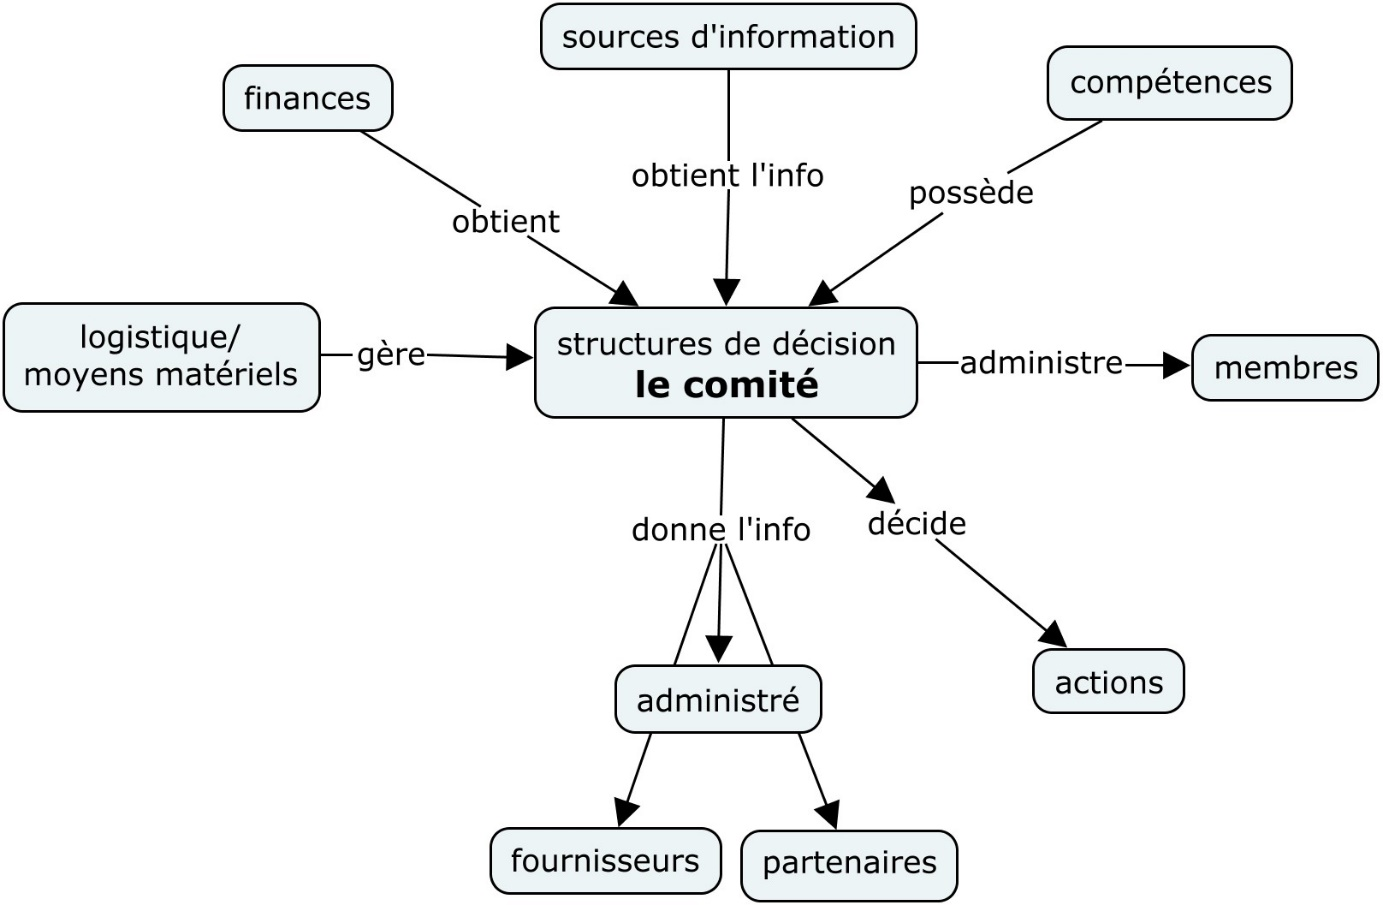 sources d'information
compétences
finances
obtient l'info
possède
obtient
logistique/
moyens matériels
gère
structures de décision
le comité
administre
membres
donne l'info
décide
administré
actions
fournisseurs
partenaires